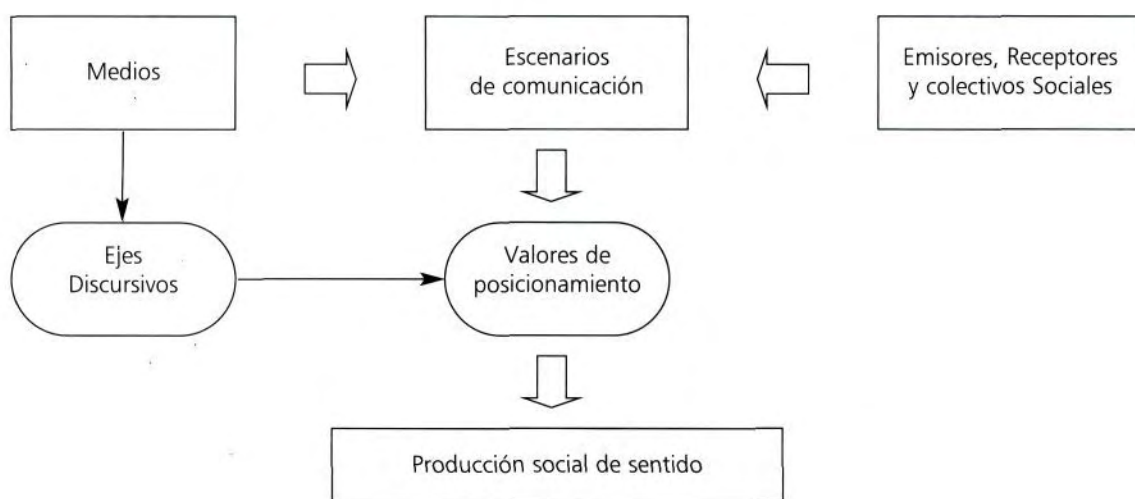 Medios
Escenarios
de comunicación
Emisores, Receptores
y colectivos Sociales
Ejes
Discursivos
Valores de
posicionamiento
Producción social de sentido